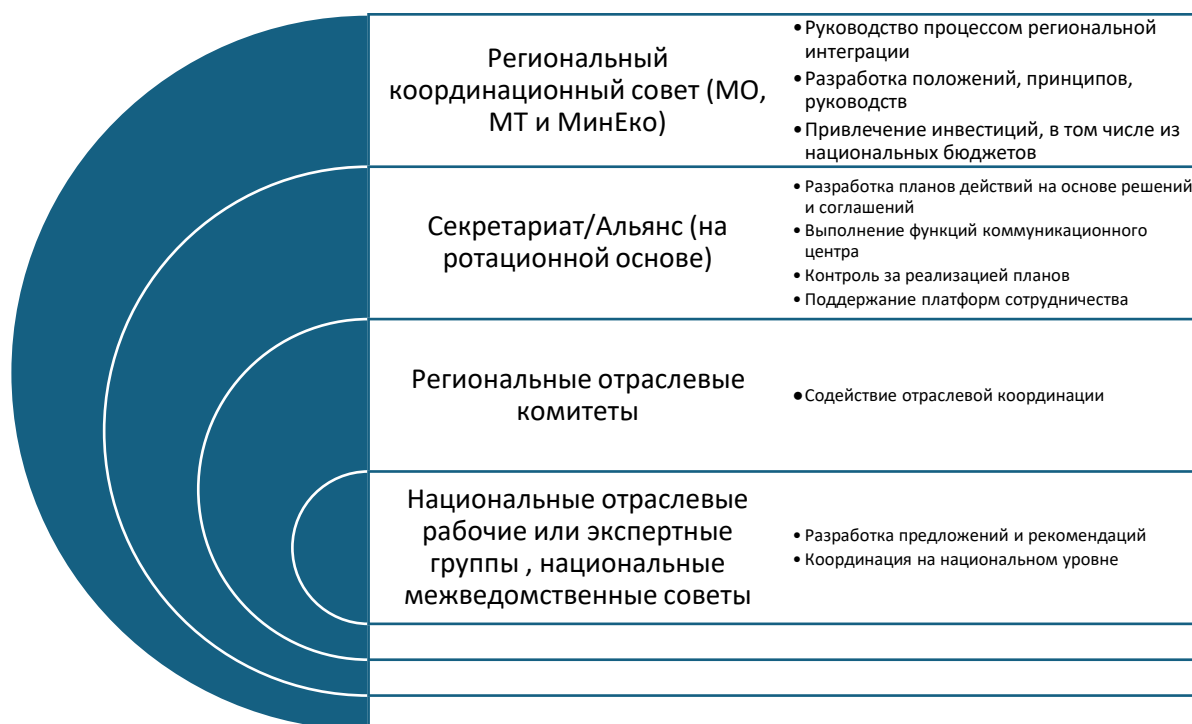 Региональный
координационный совет (МО,
МТ и МинЕко)
• Руководство процессом региональной
интеграции
• Разработка положений, принципов,
руководств
• Привлечение инвестиций, в том числе из
национальных бюджетов
Секретариат/Альянс (на
ротационной основе)
• Разработка планов действий на основе решений
и соглашений
• Выполнение функций коммуникационного
центра
• Контроль за реализацией планов
• Поддержание платформ сотрудничества
Региональные отраслевые
комитеты
• Содействие отраслевой координации
Национальные отраслевые
рабочие или экспертные
группы , национальные
межведомственные советы
• Разработка предложений и рекомендаций
• Координация на национальном уровне